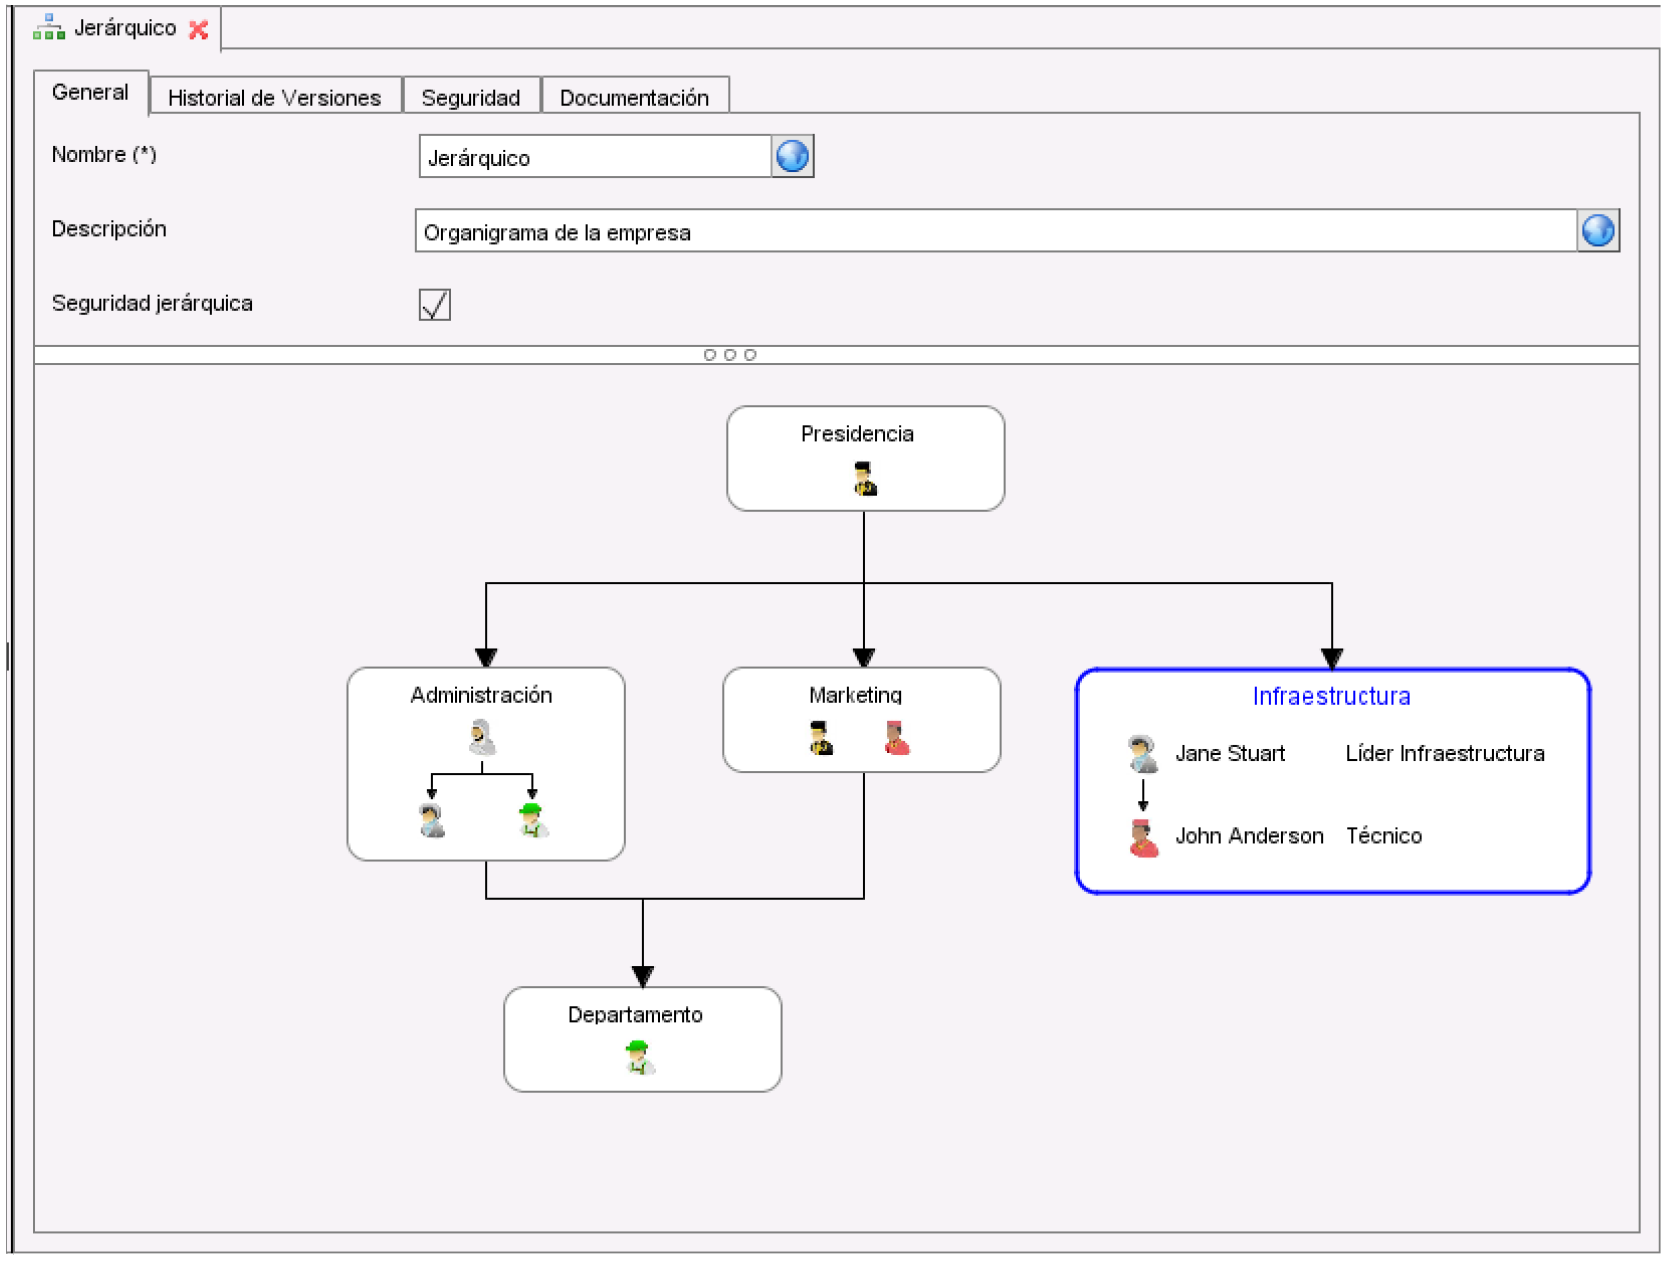 Jerárquico
General
Historial de Versiones
Seguridad
Documentación
Nombre (*)
Jerárquico
Descripción
Organigrama de la empresa
Seguridad jerárquica
Presidencia
Administración
Marketing
Infraestructura
Jane Stuart Líder Infraestructura
John Anderson Técnico
Departamento